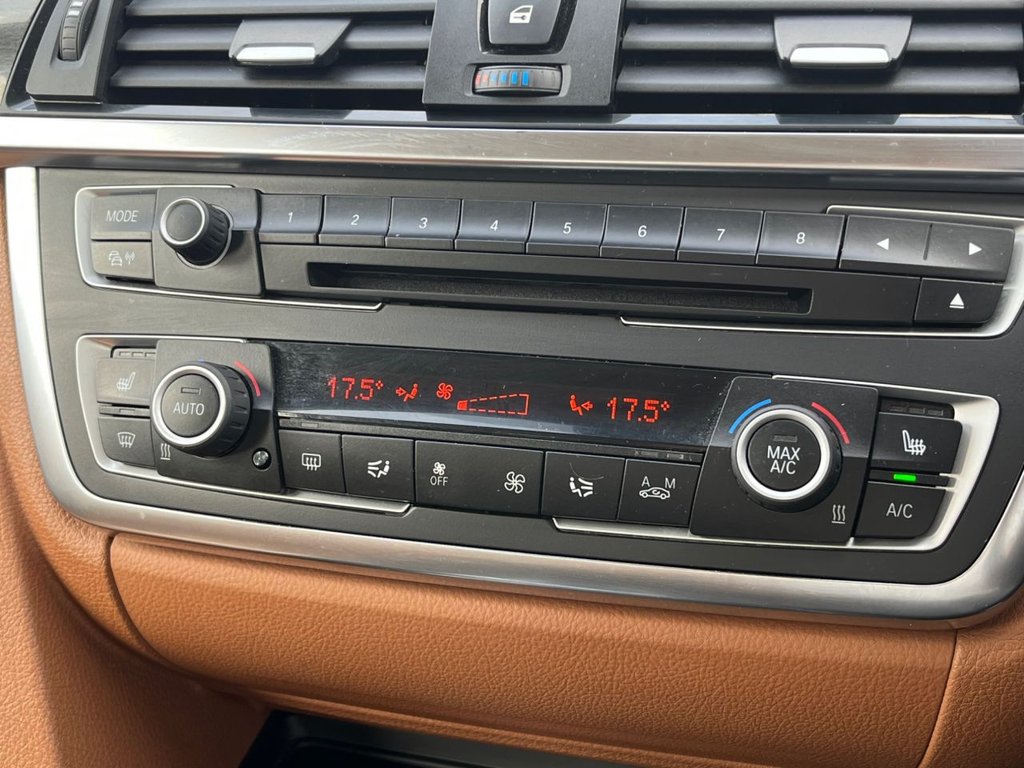 MODE 1 2 3 4 5 6 7 8
17.5° 17.5°
AUTO MAX A/C
OFF A M A/C